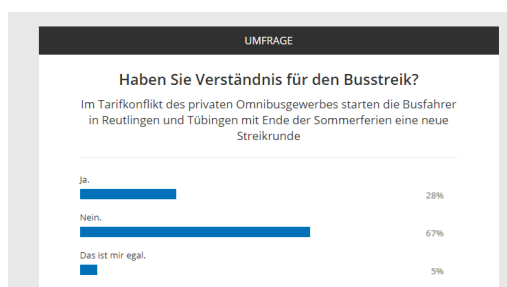 UMFRAGE
Haben Sie Verständnis für den Busstreik?
Im Tarifkonflikt des privaten Omnibusgewerbes starten die Busfahrer
in Reutlingen und Tübingen mit Ende der Sommerferien eine neue
Streikrunde
Ja.
28%
Nein.
67%
Das ist mir egal.
5%